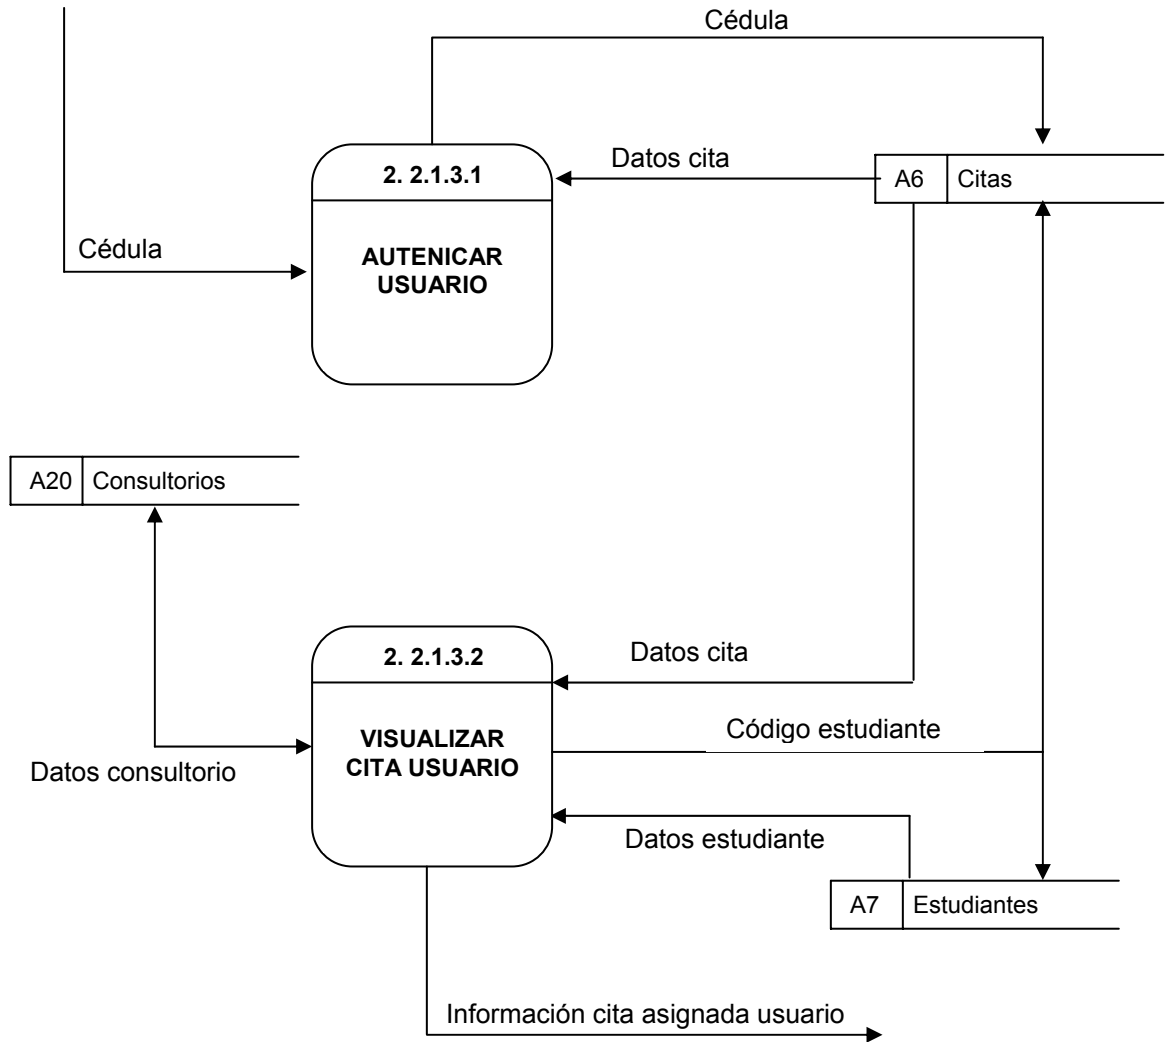 Cédula
2. 2.1.3.1
Datos cita
A6 Citas
Cédula
AUTENICAR
USUARIO
A20 Consultorios
2. 2.1.3.2
Datos cita
VISUALIZAR
CITA USUARIO
Código estudiante
Datos consultorio
Datos estudiante
A7 Estudiantes
Información cita asignada usuario